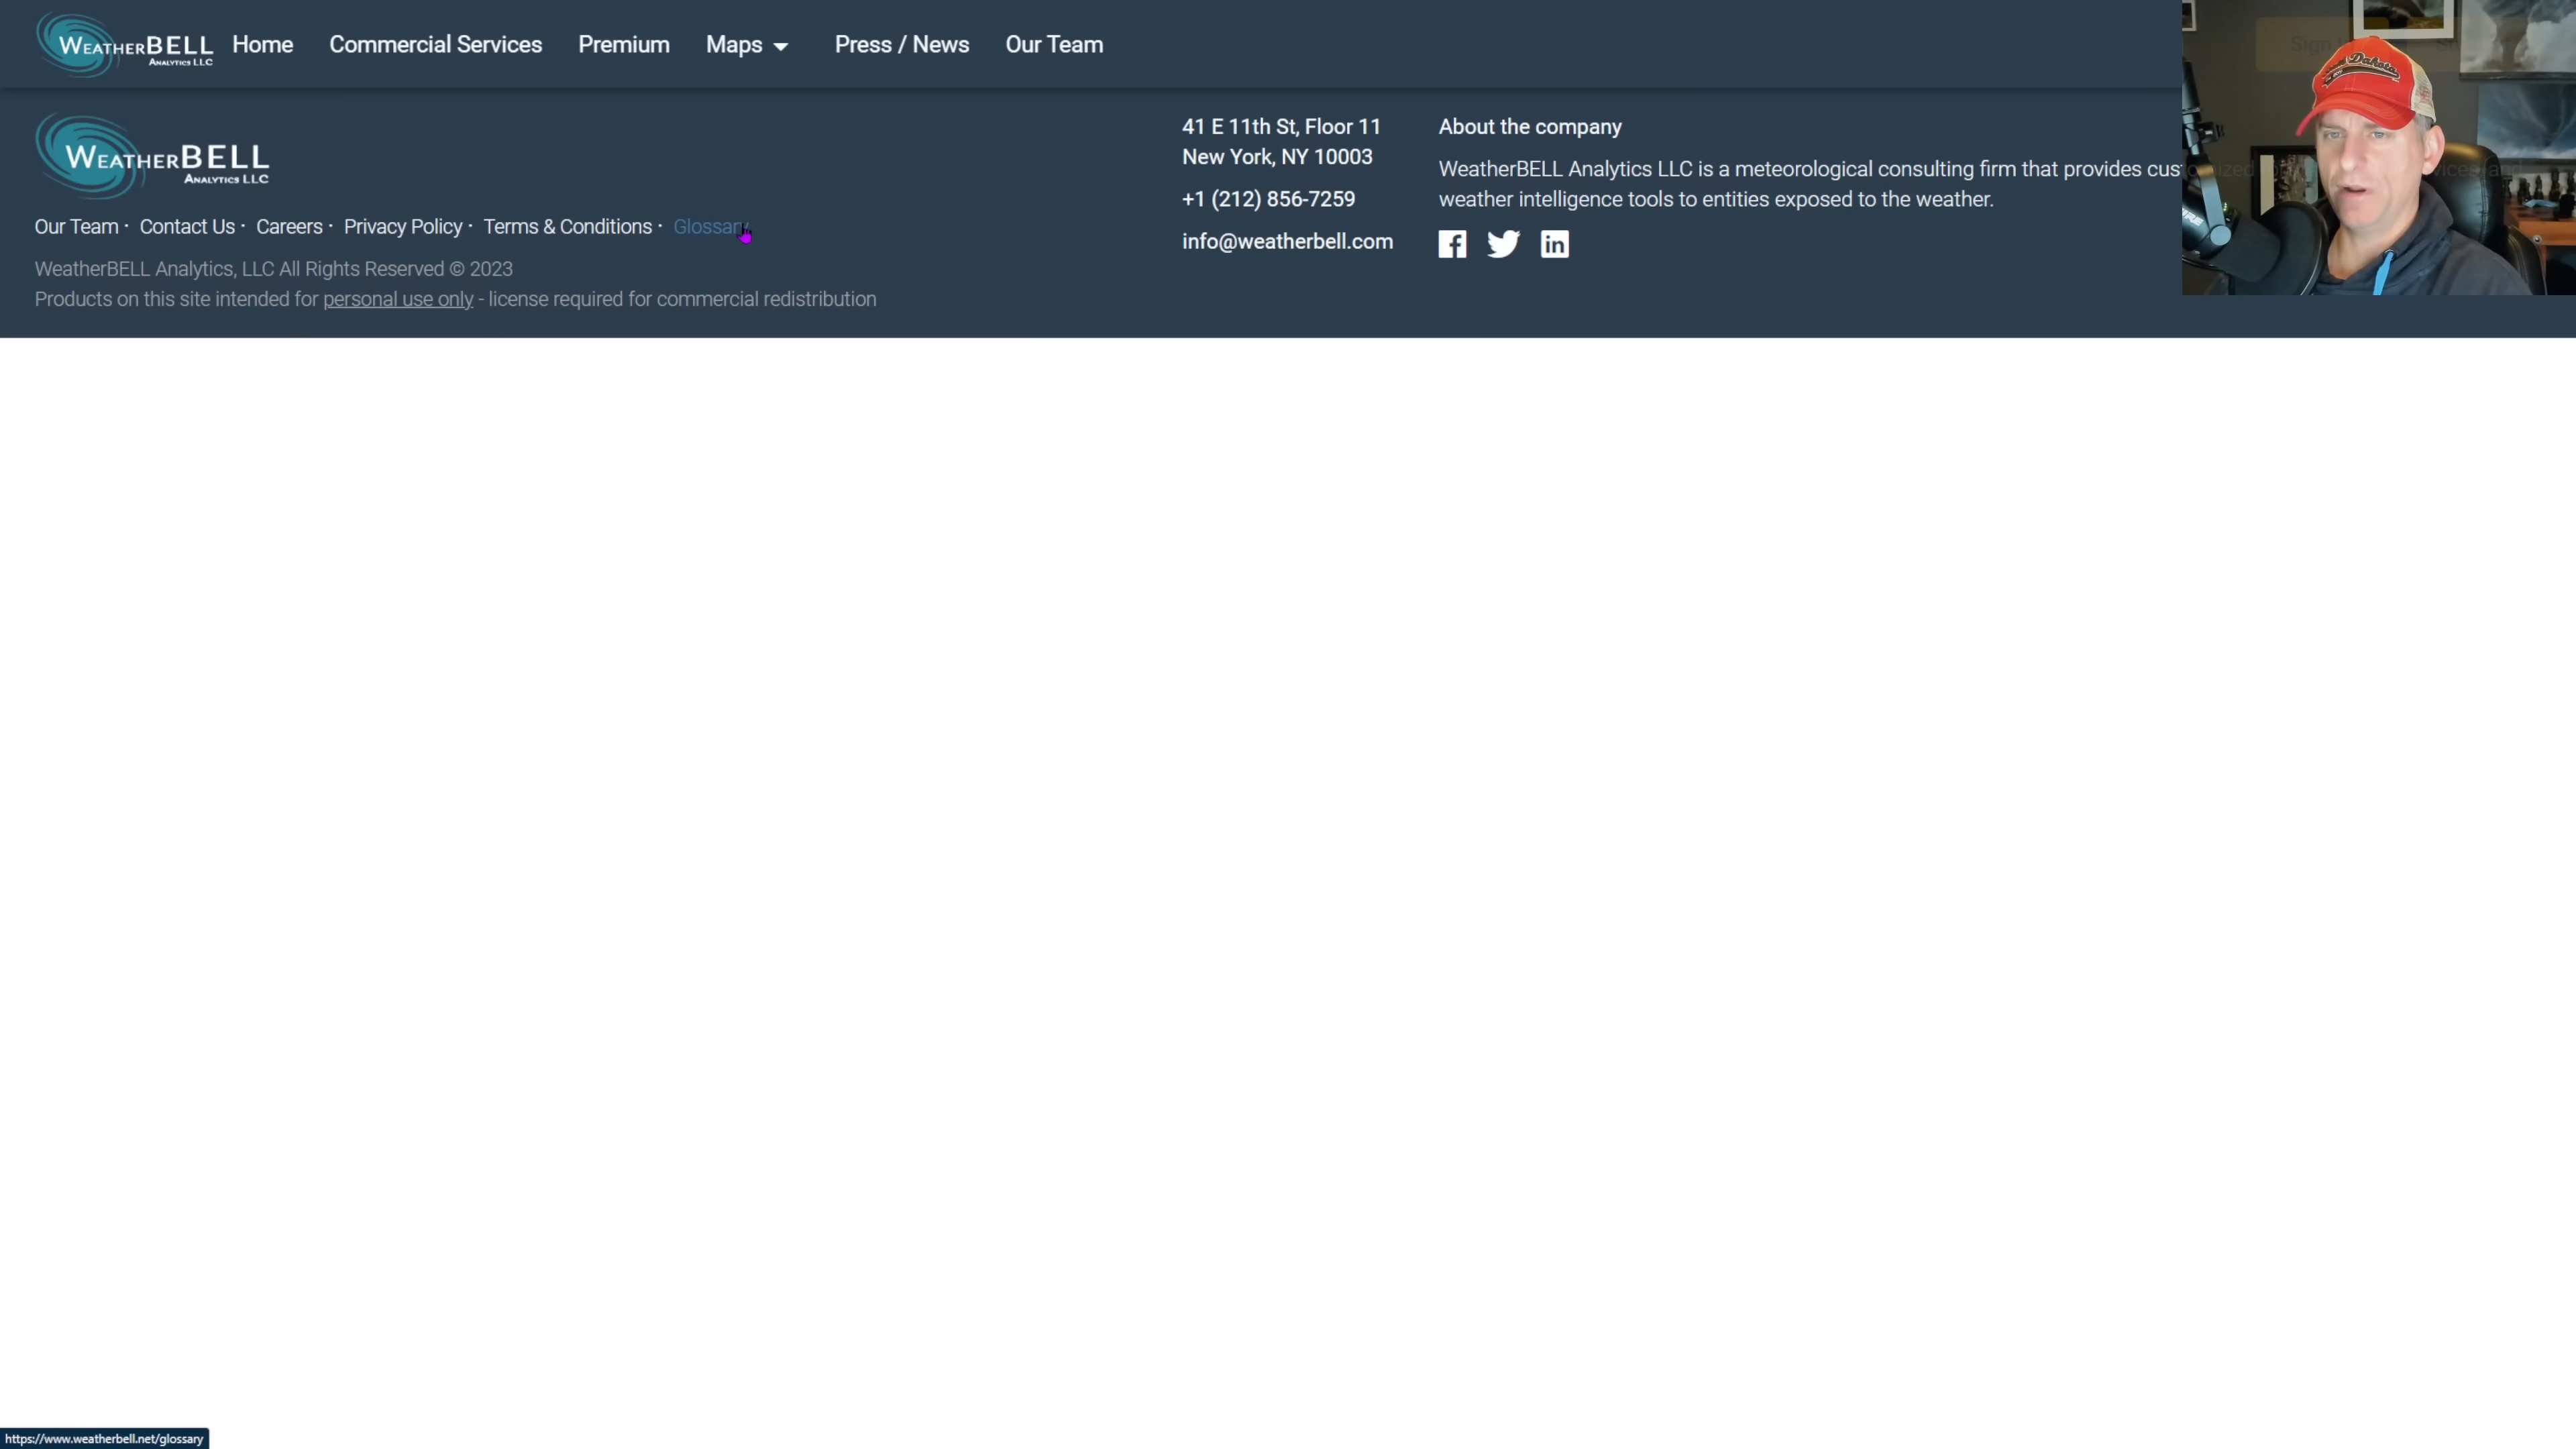 WEATHERBELL
ANALYTICS LLC
Home
Commercial Services
Premium
Maps
Press / News
Our Team
Sign
WEATHERBELL
ANALYTICS LLC
Our Team · Contact Us · Careers · Privacy Policy · Terms & Conditions · Glossary
WeatherBELL Analytics, LLC All Rights Reserved © 2023
Products on this site intended for personal use only - license required for commercial redistribution
41 E 11th St, Floor 11
New York, NY 10003
+1 (212) 856-7259
info@weatherbell.com
About the company
WeatherBELL Analytics LLC is a meteorological consulting firm that provides customized
weather intelligence tools to entities exposed to the weather.
Dakota
https://www.weatherbell.net/glossary